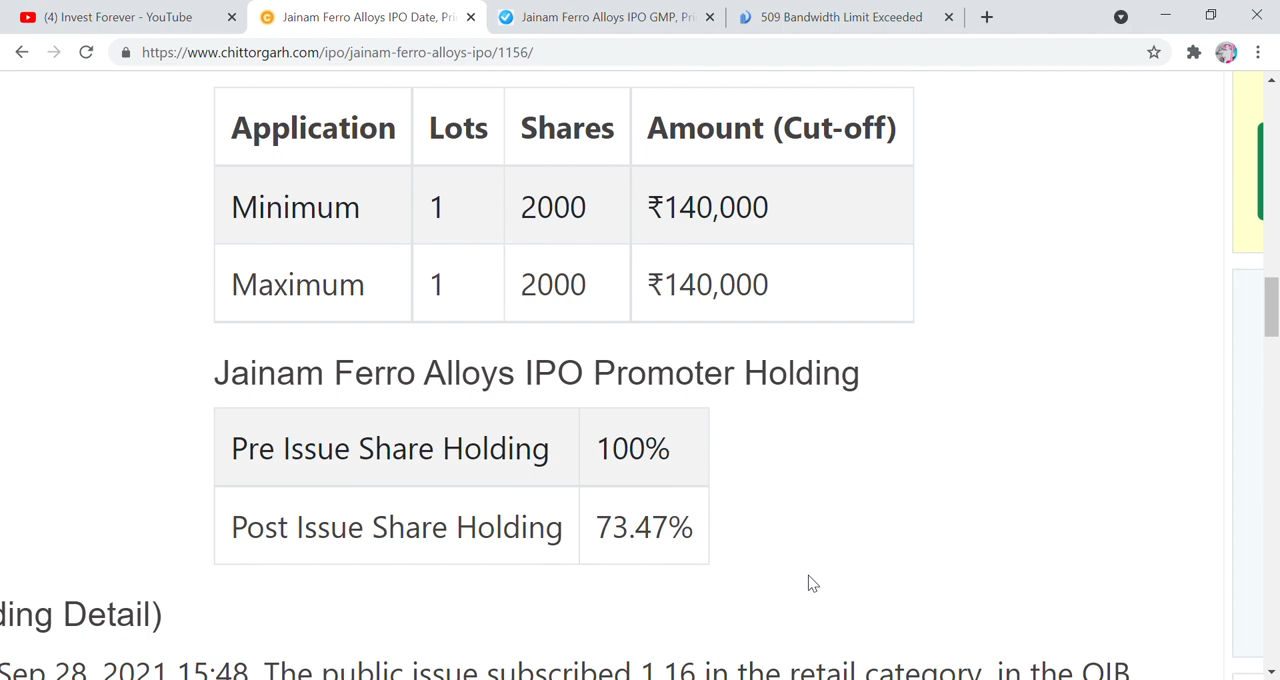 (4) Invest Forever - YouTube
Jainam Ferro Alloys IPO Date, Pri
Jainam Ferro Alloys IPO GMP, Pri
509 Bandwidth Limit Exceeded
https://www.chittorgarh.com/ipo/jainam-ferro-alloys-ipo/1156/
Application Lots Shares Amount (Cut-off)
Minimum 1 2000 ₹140,000
Maximum 1 2000 ₹140,000
Jainam Ferro Alloys IPO Promoter Holding
Pre Issue Share Holding 100%
Post Issue Share Holding 73.47%
ding Detail)
Sep 28, 2021 15:48. The public issue subscribed 1.16 in the retail category, in the QIB